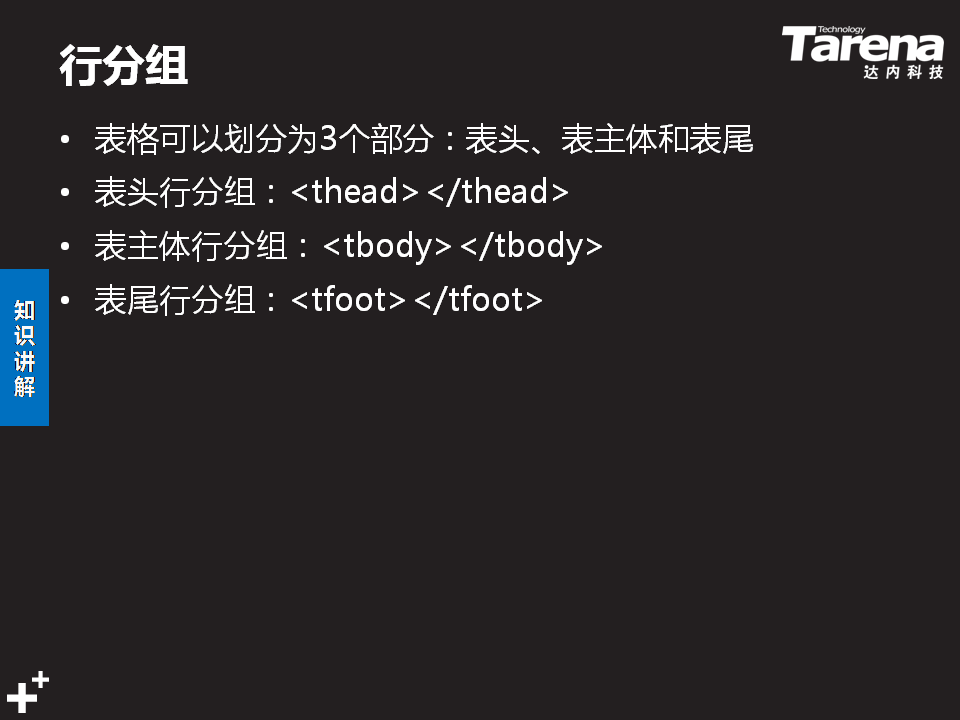 Technology
Tarena
达内科技
行分组
• 表格可以划分为3个部分：表头、表主体和表尾
• 表头行分组：<thead></thead>
• 表主体行分组：<tbody></tbody>
• 表尾行分组：<tfoot></tfoot>
知识讲解